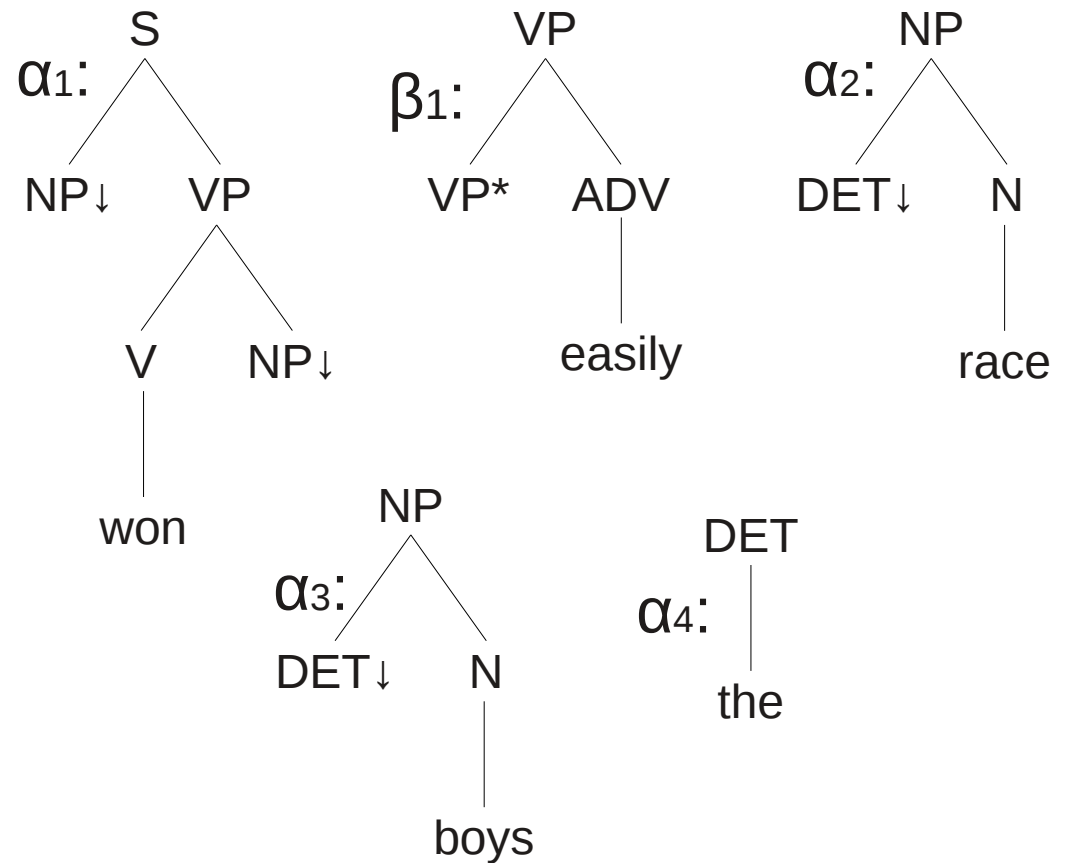 S VP NP
α1: β1: α2:
NP↓ VP VP* ADV DET↓ N
V NP↓ easily race
won
NP DET
α3: α4:
DET↓ N the
boys